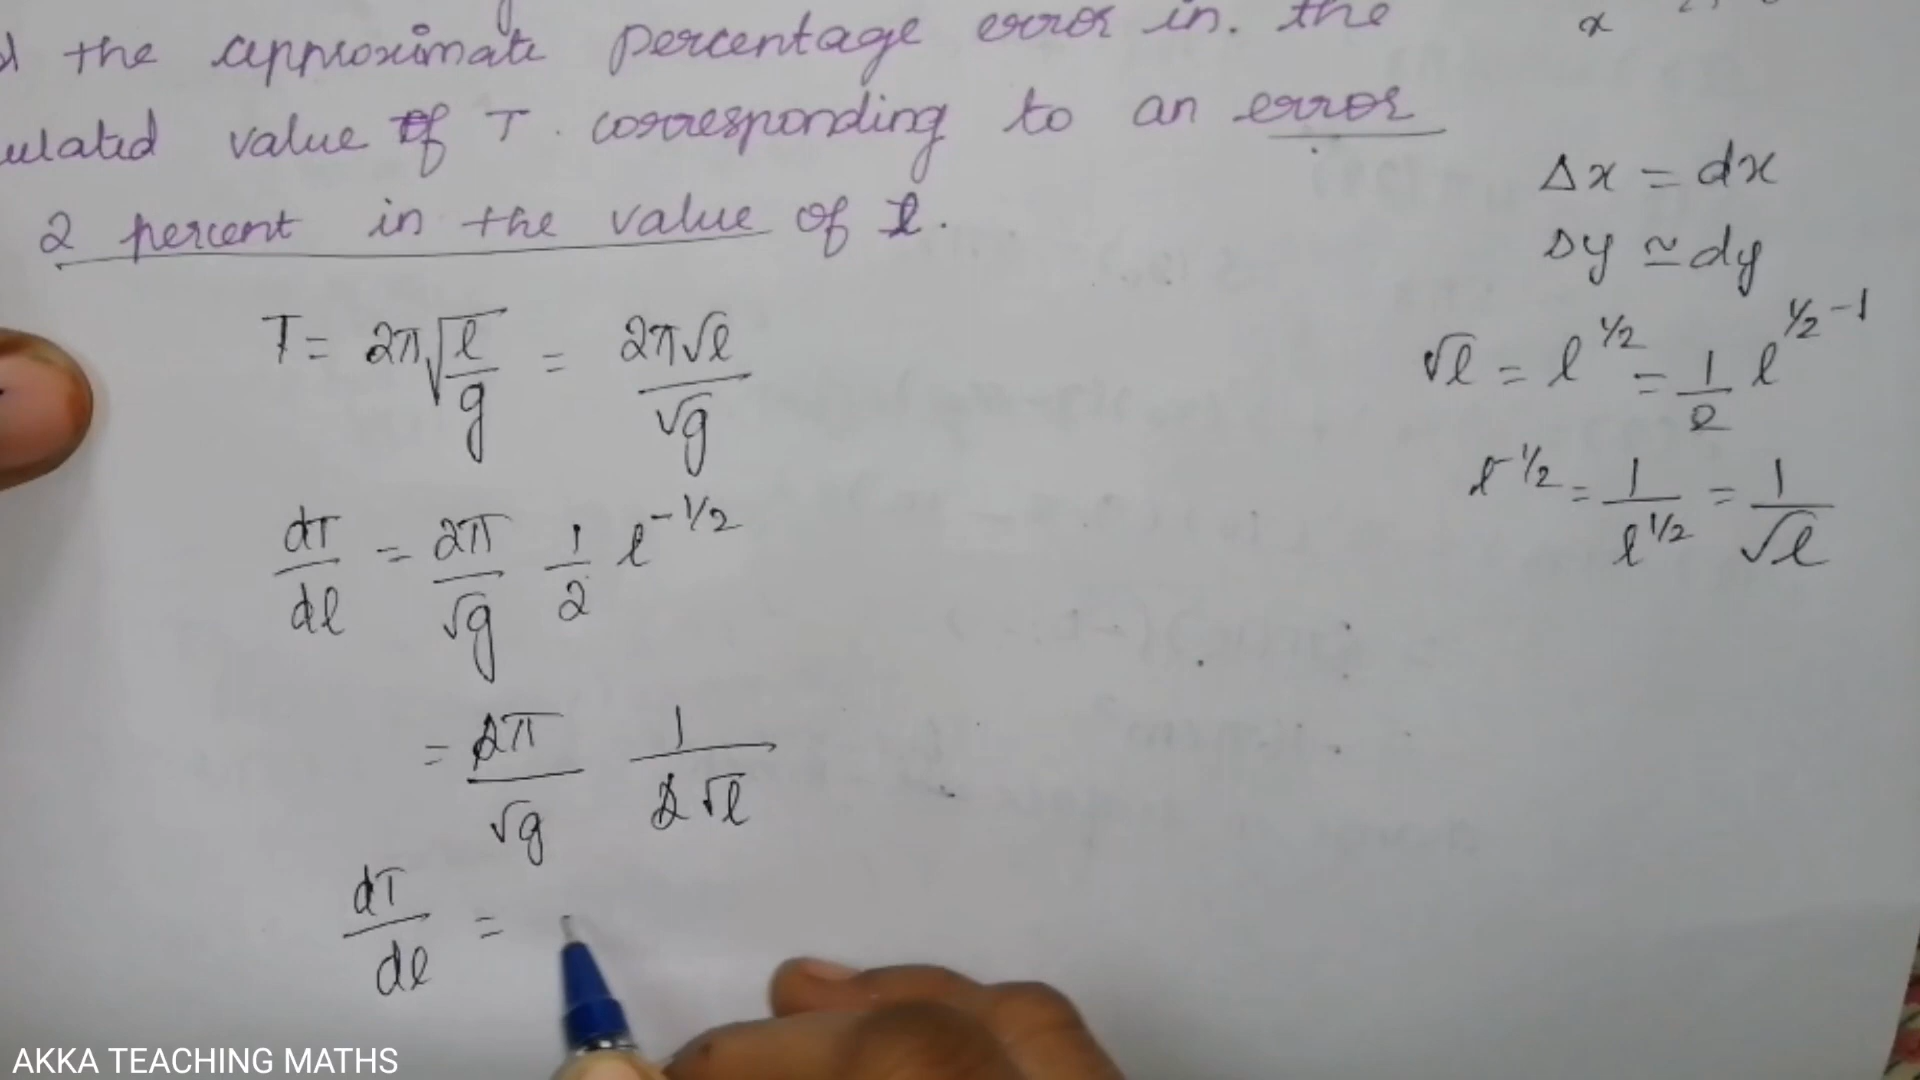 the approximate percentage error in. the
value of T. corresponding to an error
2 percent in the value of l.
x
Δx = dx
Δy ≃ dy
T = 2π√(l/g) = 2π√l/√g
√l = l^1/2 = 1/2 l^1/2-1
l^-1/2 = 1/l^1/2 = 1/√l
dT/dl = 2π/√g 1/2 l^-1/2
= 2π/√g 1/2√l
dT/dl =
AKKA TEACHING MATHS